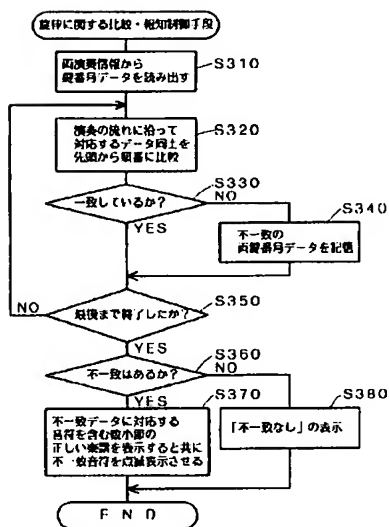 旋律に関する比較・報知制御手段
両演奏情報から
鍵番号データを読み出す
S310
演奏の流れに沿って
対応するデータ同士を
先頭から順番に比較
S320
一致しているか?
S330
NO
YES
不一致の
両鍵番号データを記憶
S340
最後まで終了したか?
S350
NO
YES
不一致はあるか?
S360
NO
YES
不一致データに対応する
音符を含む数小節の
正しい楽譜を表示すると共に
不一致音符を点滅表示させる
S370
「不一致なし」の表示
S380
END